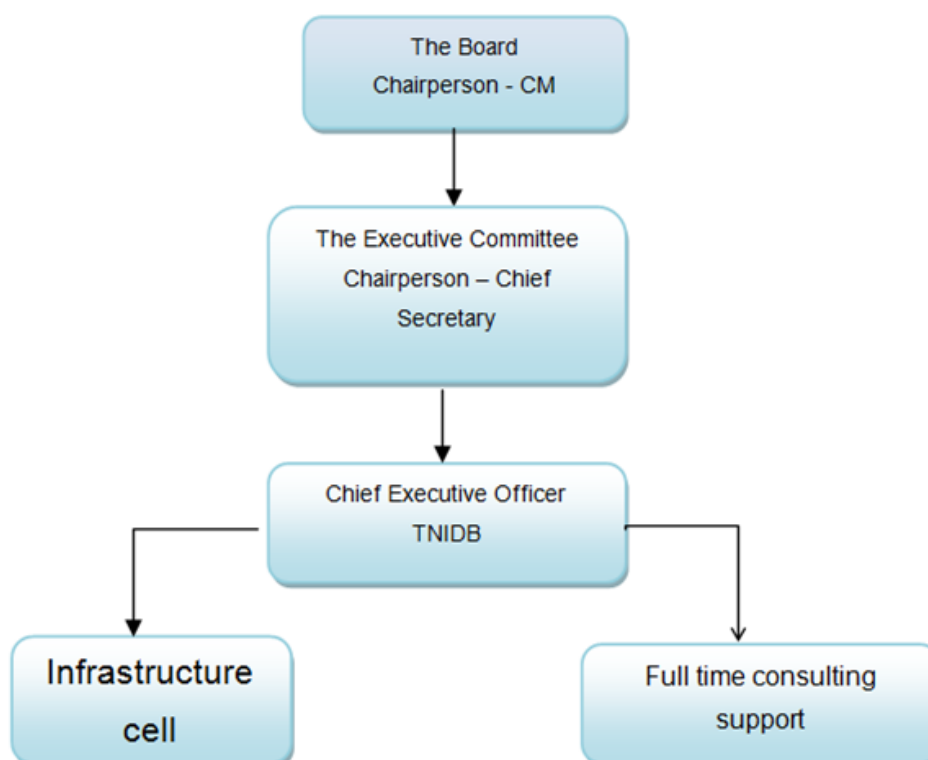 The Board
Chairperson - CM
The Executive Committee
Chairperson – Chief
Secretary
Chief Executive Officer
TNIDB
Infrastructure
cell
Full time consulting
support